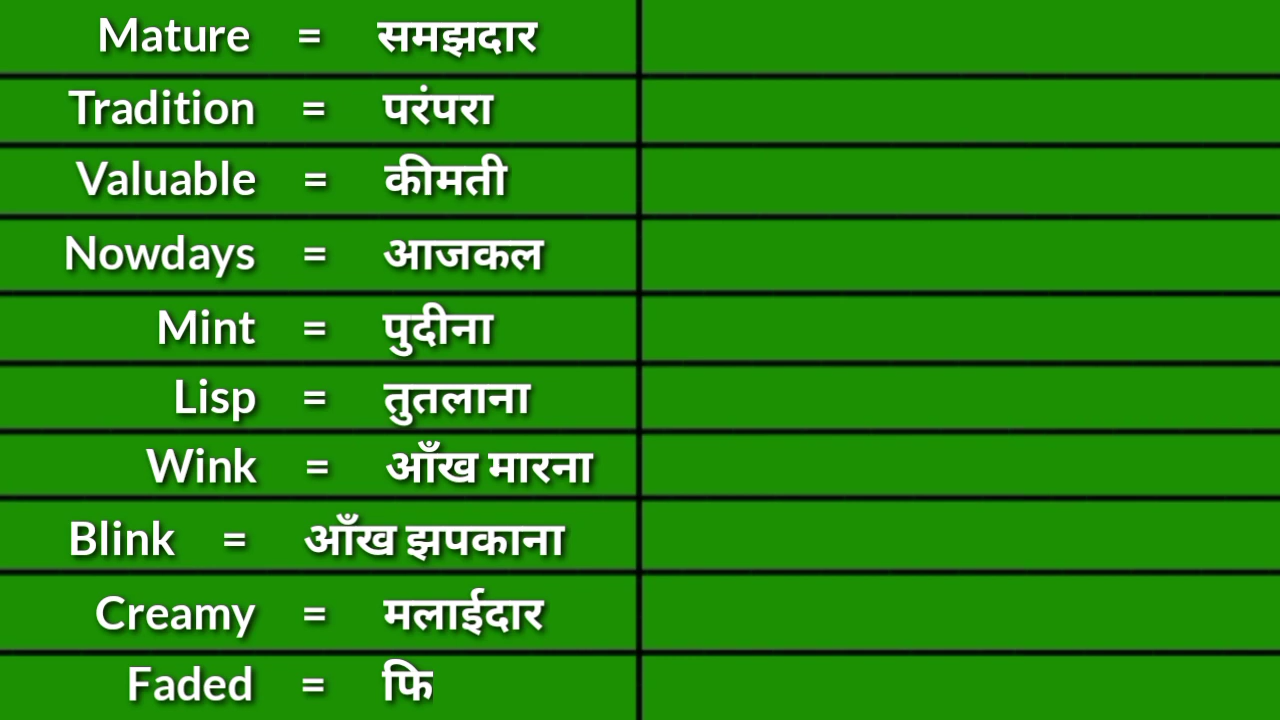 Mature = समझदार
Tradition = परंपरा
Valuable = कीमती
Nowdays = आजकल
Mint = पुदीना
Lisp = तुतलाना
Wink = आँख मारना
Blink = आँख झपकाना
Creamy = मलाईदार
Faded = फि